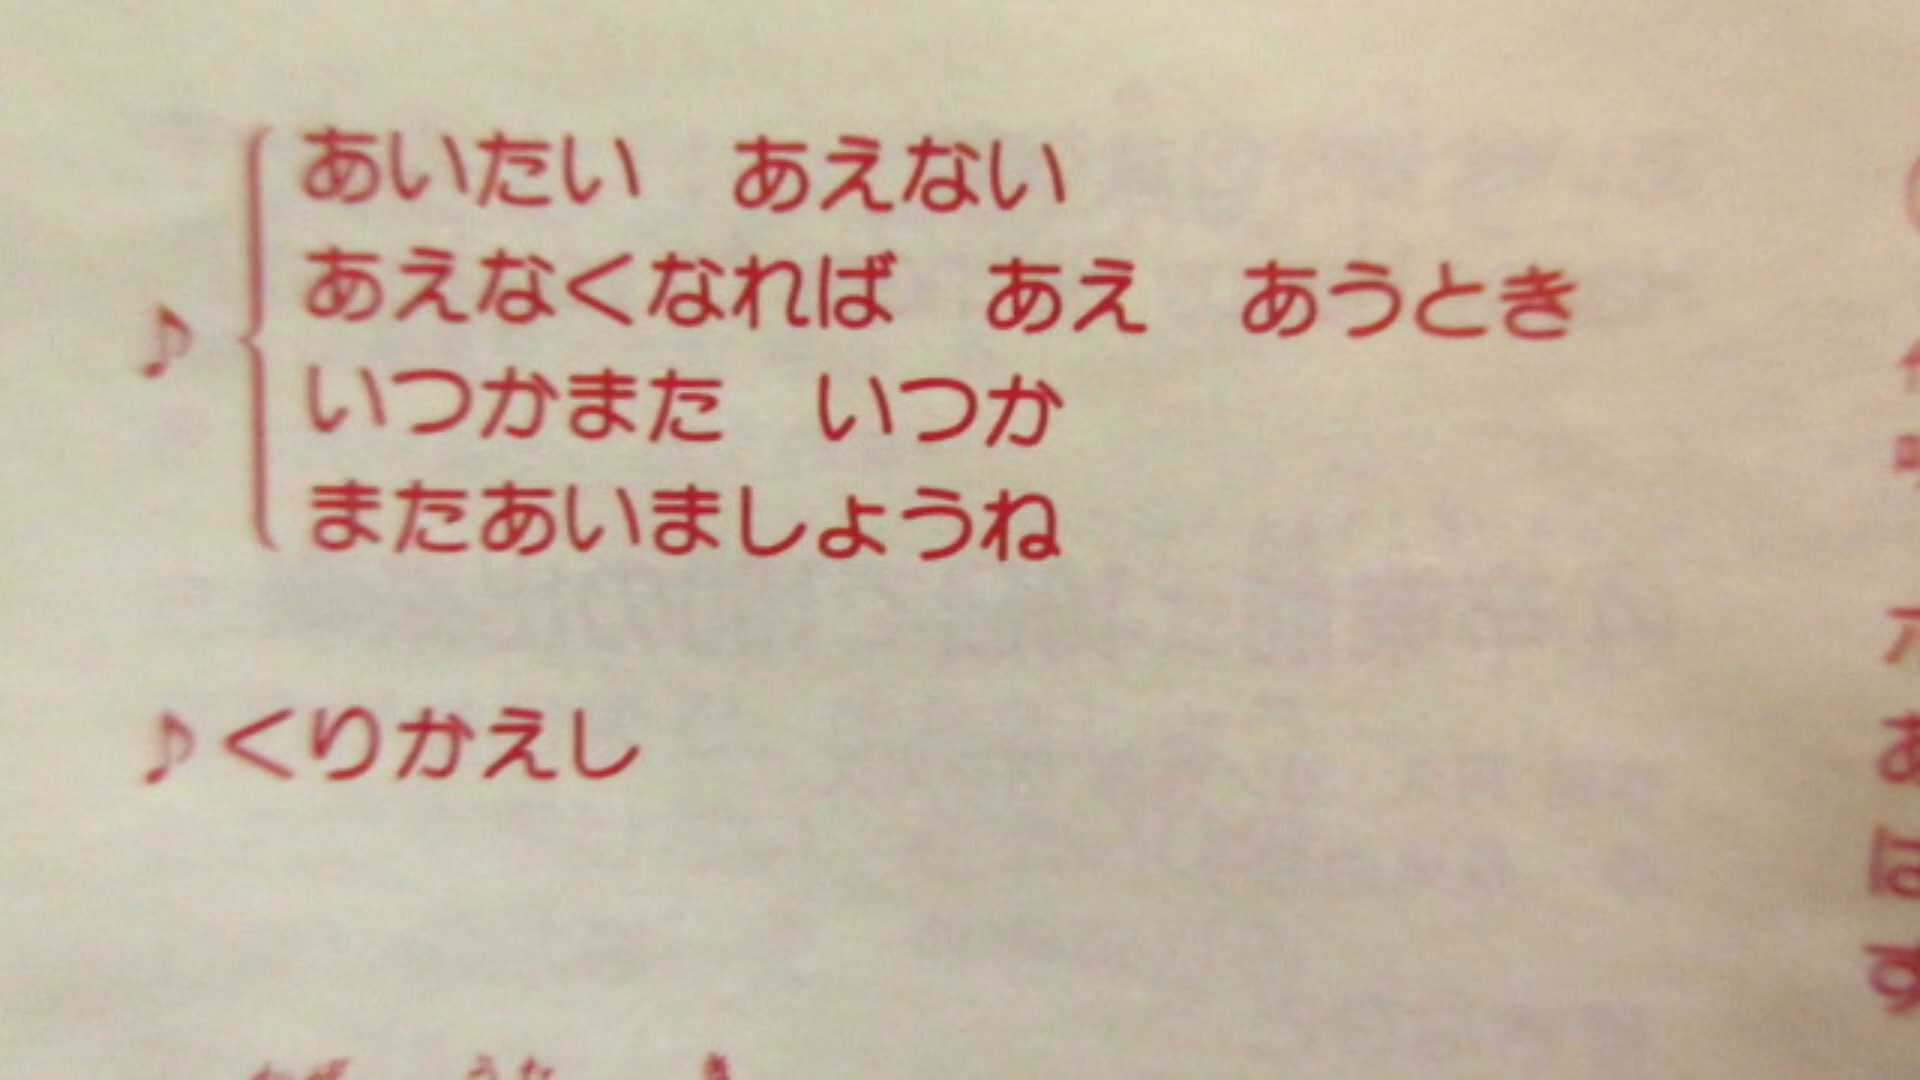 あいたい　あえない
あえなくなれば　あえ　あうとき
♪
いつかまた　いつか
またあいましょうね
♪くりかえし